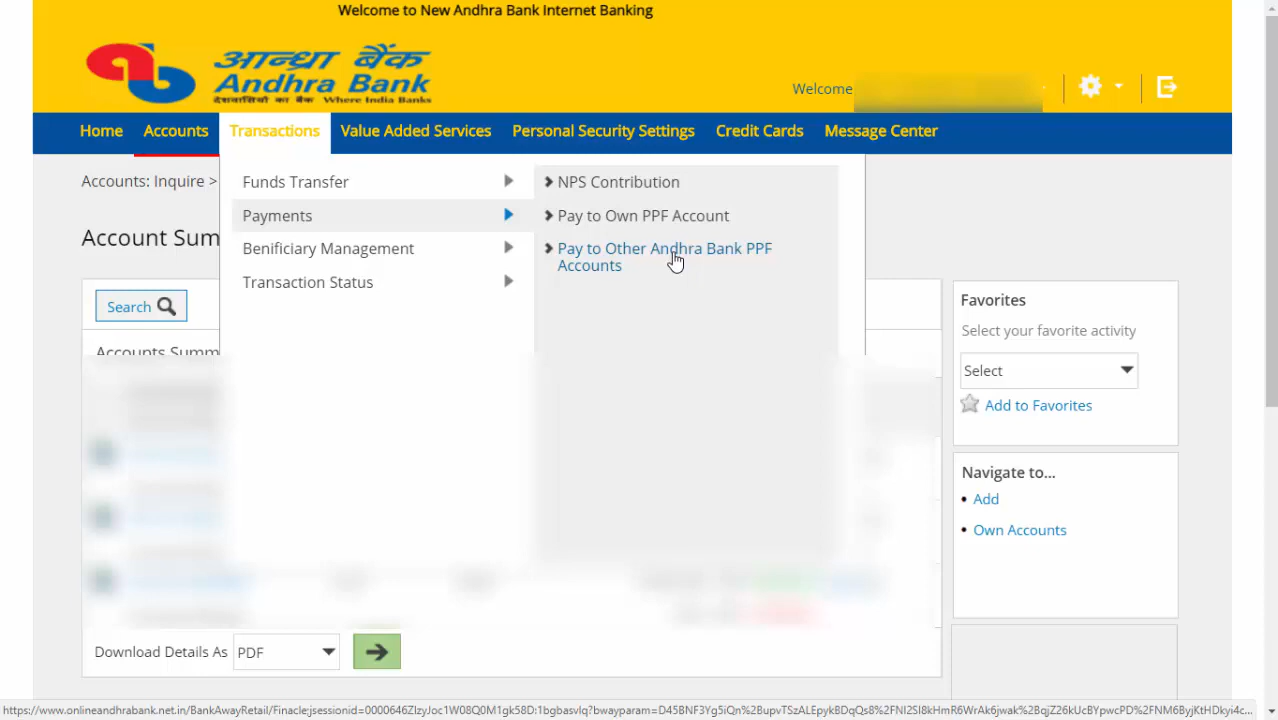 Welcome to New Andhra Bank Internet Banking
आन्ध्रा बैंक
Andhra Bank
देशवासियों का बैंक Where India Banks
Welcome
Home Accounts Transactions Value Added Services Personal Security Settings Credit Cards Message Center
Accounts: Inquire >
Funds Transfer
Payments
Benificiary Management
Transaction Status
NPS Contribution
Pay to Own PPF Account
Pay to Other Andhra Bank PPF
Accounts
Account Sum
Search
Accounts Summ
Favorites
Select your favorite activity
Select
Add to Favorites
Navigate to...
• Add
• Own Accounts
Download Details As PDF